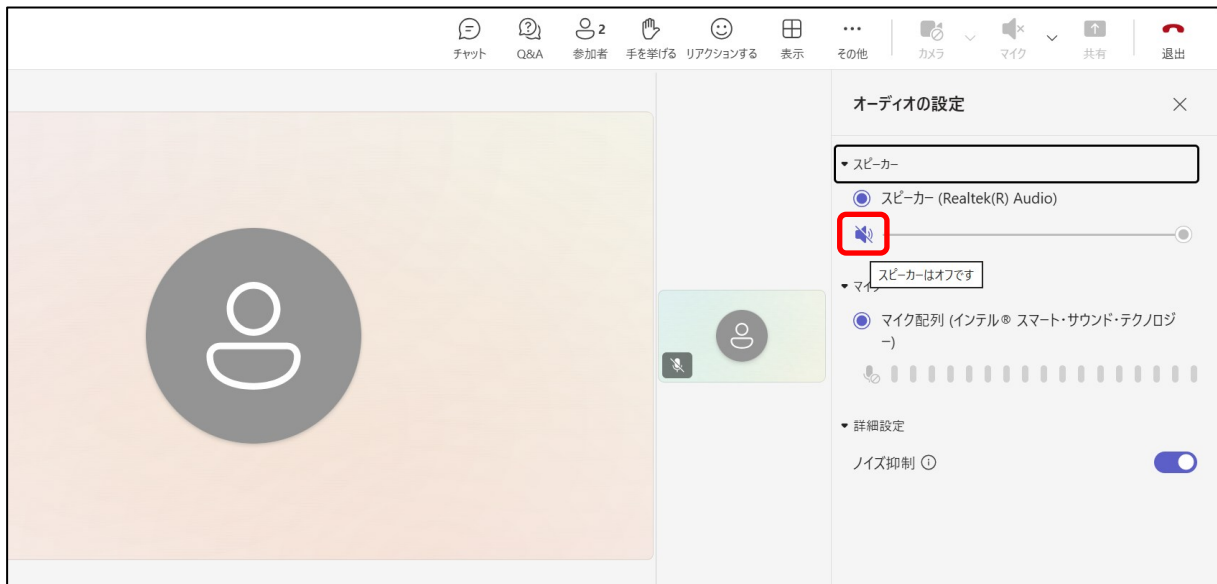 チャット Q&A 参加者 2 手を挙げる リアクションする 表示 その他 カメラ マイク 共有 退出
オーディオの設定
スピーカー
スピーカー (Realtek(R) Audio)
スピーカーはオフです
マイク
マイク配列 (インテル® スマート・サウンド・テクノロジ
ー)
詳細設定
ノイズ抑制